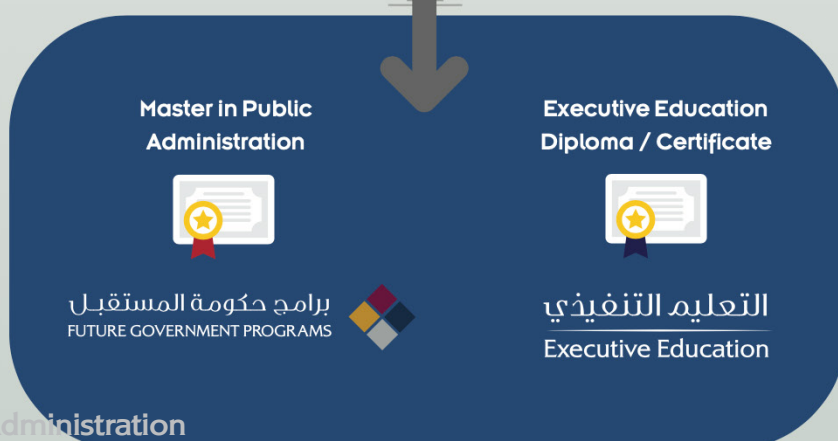 Master in Public
Administration
Executive Education
Diploma / Certificate
برامج حكومة المستقبل
FUTURE GOVERNMENT PROGRAMS
التعليم التنفيذي
Executive Education
dministration